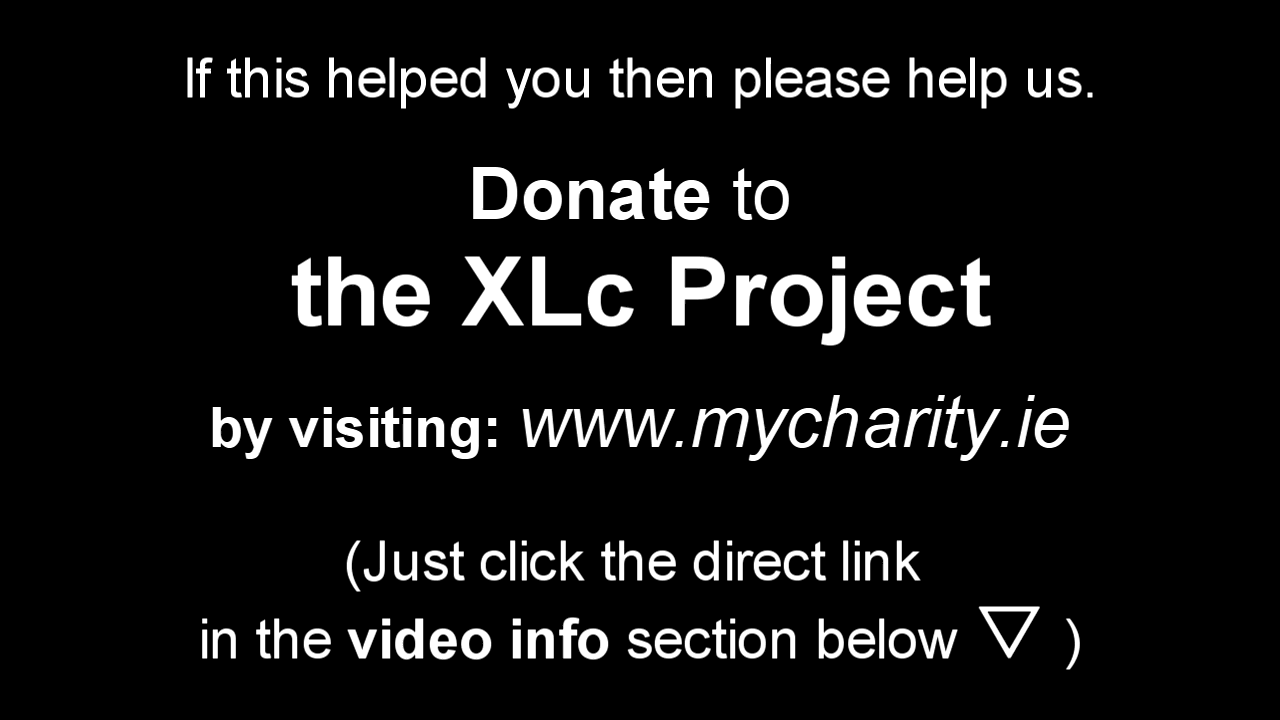 If this helped you then please help us.
Donate to
the XLc Project
by visiting: www.mycharity.ie
(Just click the direct link
in the video info section below ▽ )